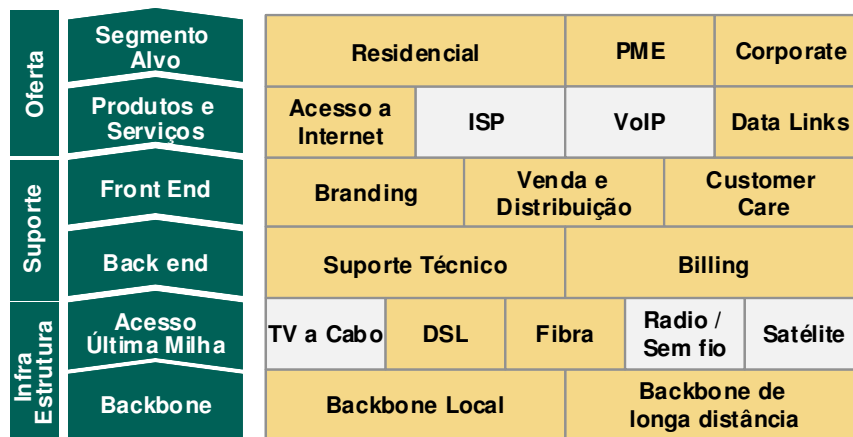 Oferta
Segmento
Alvo
Residencial
PME
Corporate
Produtos e
Serviços
Acesso a
Internet
ISP
VoIP
Data Links
Suporte
Front End
Branding
Venda e
Distribuição
Customer
Care
Back end
Suporte Técnico
Billing
Infra
Estrutura
Acesso
Última Milha
TV a Cabo
DSL
Fibra
Radio /
Sem fio
Satélite
Backbone
Backbone Local
Backbone de
longa distância